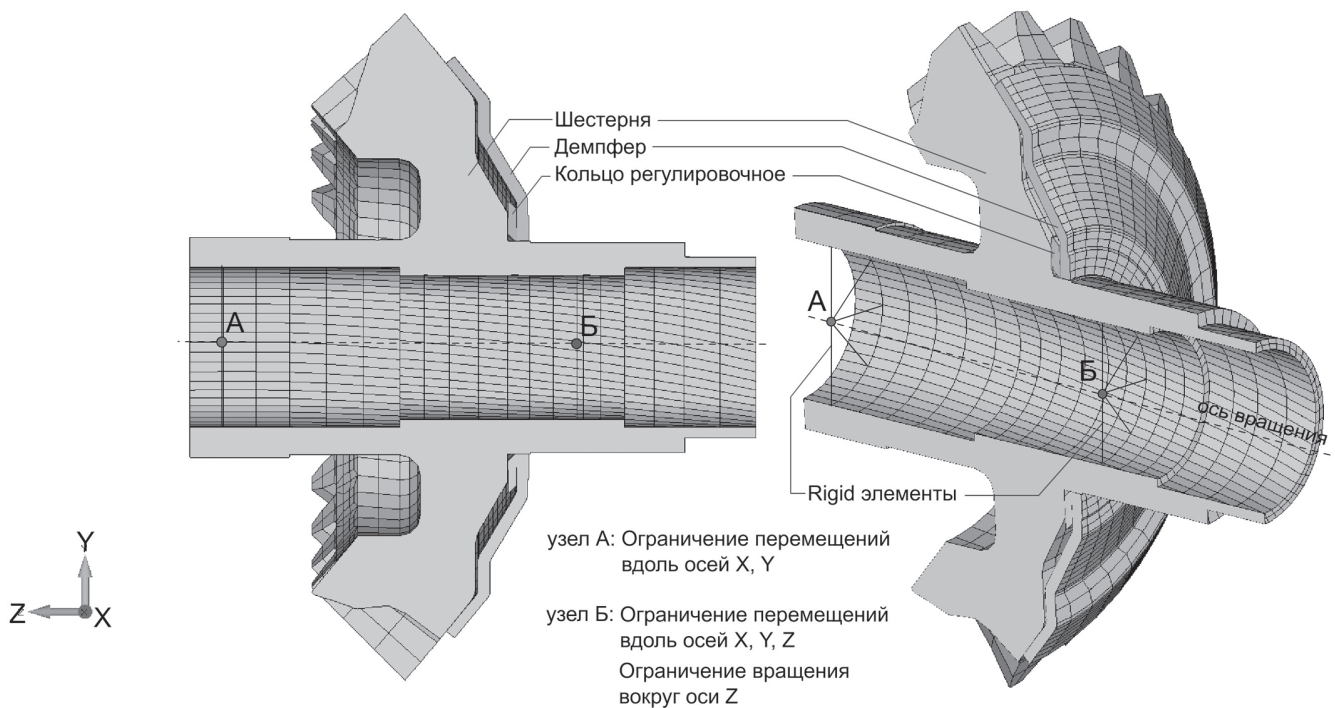 Шестерня
Демпфер
Кольцо регулировочное
А
Б
А
Б
ось вращения
Rigid элементы
узел А: Ограничение перемещений
вдоль осей X, Y
узел Б: Ограничение перемещений
вдоль осей X, Y, Z
Ограничение вращения
вокруг оси Z
Y
Z
X